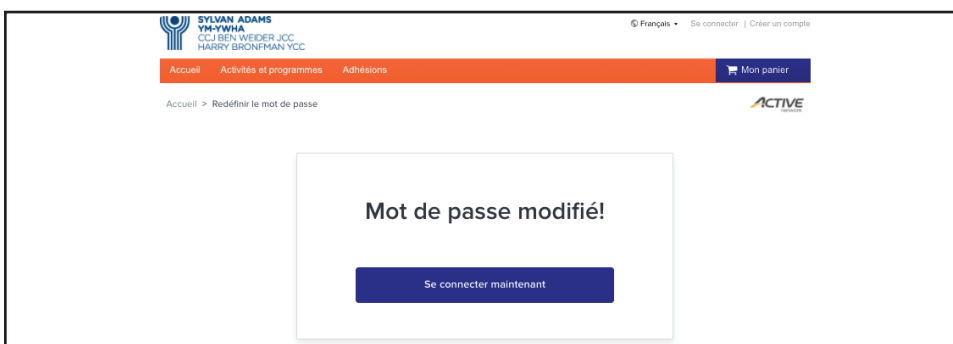 SYLVAN ADAMS
YM-YWHA
CCJ BEN WEIDER JCC
HARRY BRONFMAN YCC
Français
Se connecter | Créer un compte
Accueil Activités et programmes Adhésions
Mon panier
Accueil > Redéfinir le mot de passe
ACTIVE
network
Mot de passe modifié!
Se connecter maintenant